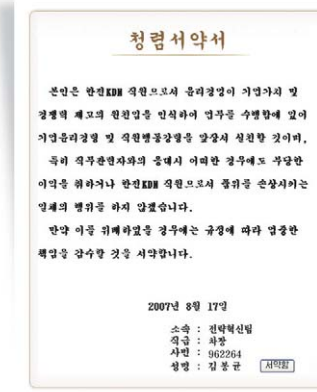 청렴서약서
본인은 한전KDN 직원으로서 윤리경영이 기업가치 및
경쟁력 제고의 원천임을 인식하여 업무를 수행함에 있어
기업윤리강령 및 직원행동강령을 앞장서 실천할 것이며,
특히 직무관련자와의 응대시 어떠한 경우에도 부당한
이익을 취하거나 한전KDN 직원으로서 품위를 손상시키는
일체의 행위를 하지 않겠습니다.
만약 이를 위배하였을 경우에는 규정에 따라 엄중한
책임을 감수할 것을 서약합니다.
2007년 8월 17일
소속 : 전략혁신팀
직급 : 차장
사번 : 962264
성명 : 김봉균
서약함